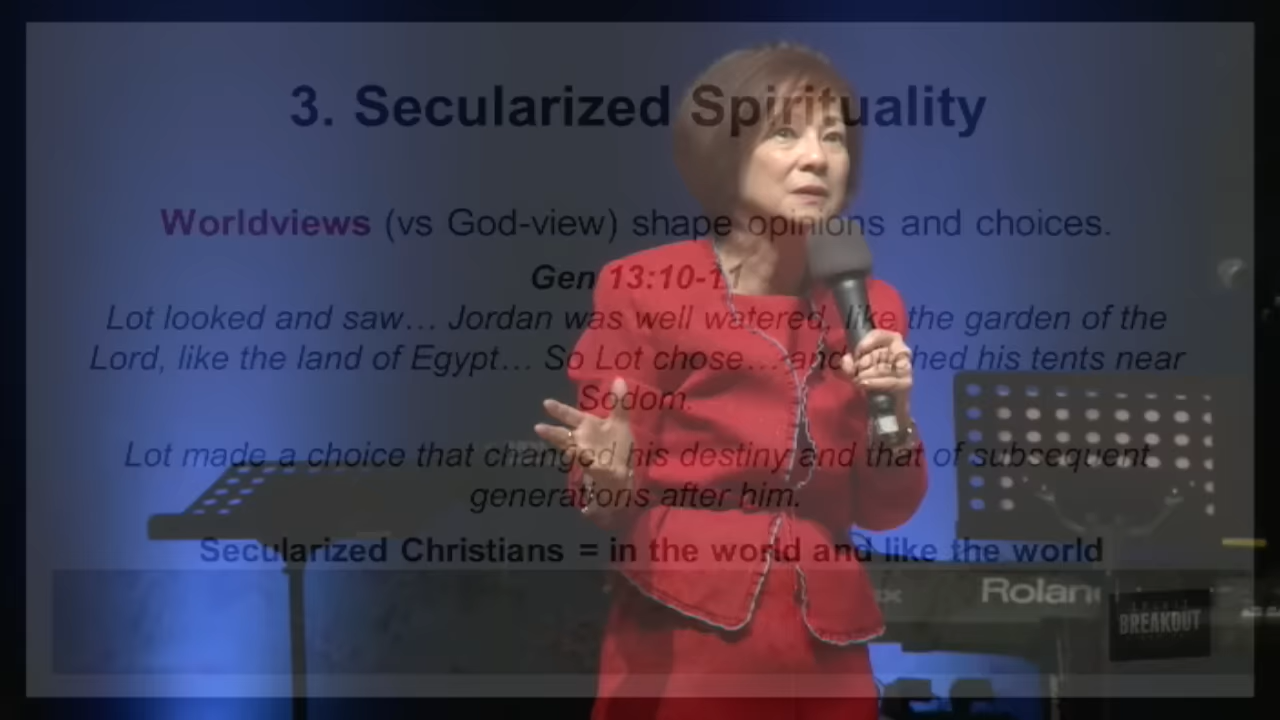 3. Secularized Spirituality
Worldviews (vs God-view) shape opinions and choices.
Gen 13:10-11
Lot looked and saw… Jordan was well watered, like the garden of the
Lord, like the land of Egypt… So Lot chose… and pitched his tents near
Sodom.
Lot made a choice that changed his destiny and that of subsequent
generations after him.
Secularized Christians = in the world and like the world
Roland
BREAKOUT